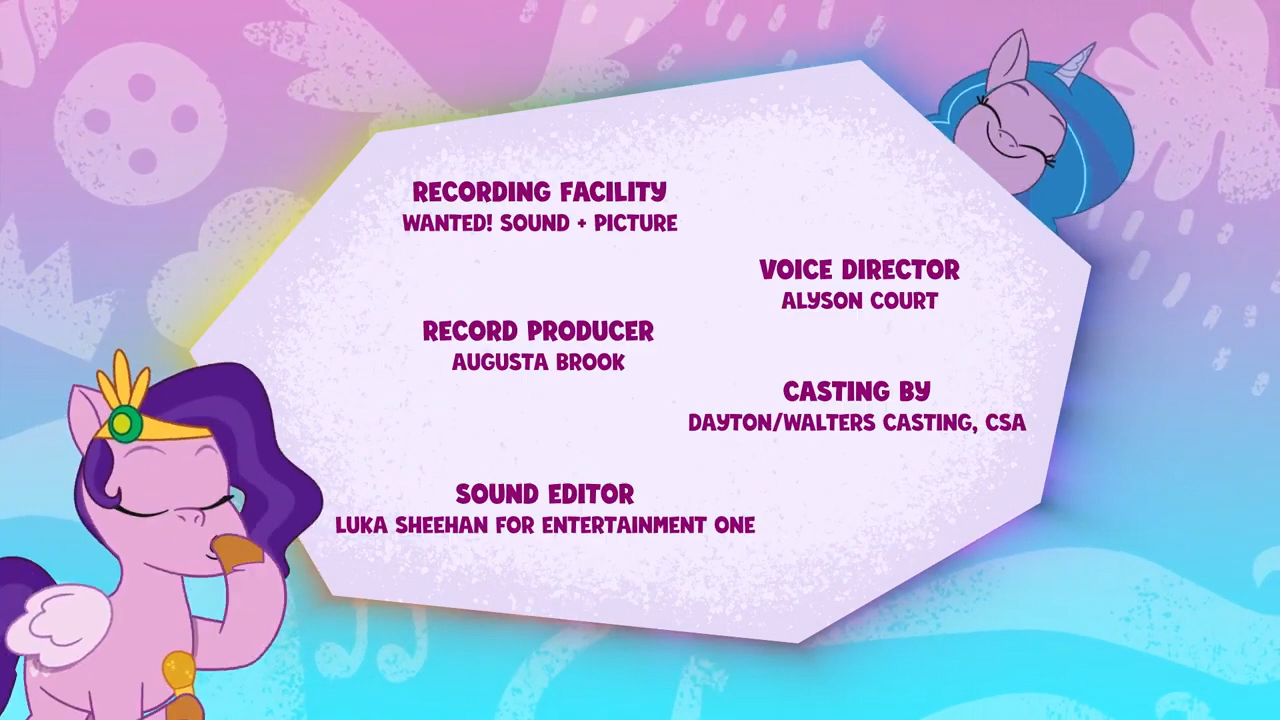 RECORDING FACILITY
WANTED! SOUND + PICTURE
VOICE DIRECTOR
ALYSON COURT
RECORD PRODUCER
AUGUSTA BROOK
CASTING BY
DAYTON/WALTERS CASTING, CSA
SOUND EDITOR
LUKA SHEEHAN FOR ENTERTAINMENT ONE